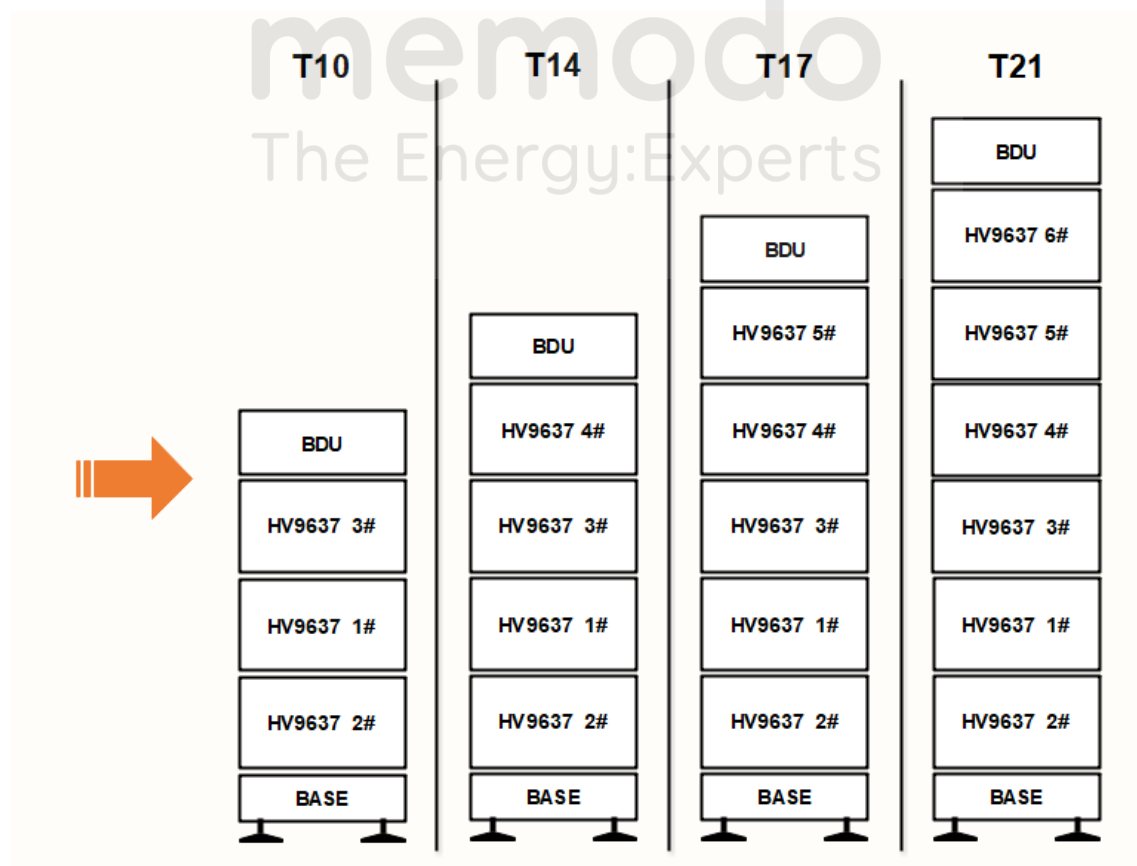 memodo
The Energy:Experts
T10
T14
T17
T21
BDU
HV9637 3#
HV9637 1#
HV9637 2#
BASE
BDU
HV9637 4#
HV9637 3#
HV9637 1#
HV9637 2#
BASE
BDU
HV9637 5#
HV9637 4#
HV9637 3#
HV9637 1#
HV9637 2#
BASE
BDU
HV9637 6#
HV9637 5#
HV9637 4#
HV9637 3#
HV9637 1#
HV9637 2#
BASE